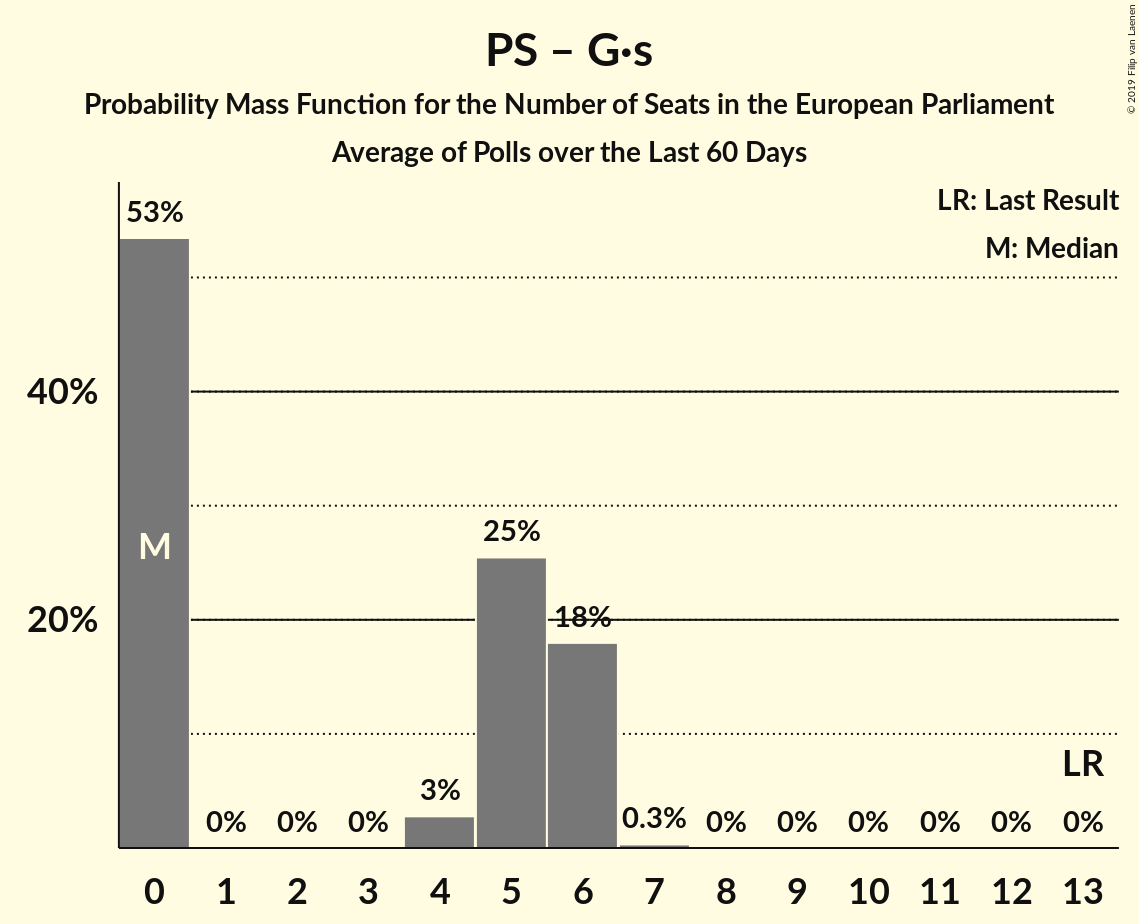 PS – G·s
Probability Mass Function for the Number of Seats in the European Parliament
Average of Polls over the Last 60 Days
© 2019 Filip van Laenen
LR: Last Result
M: Median
53%
40%
M
25%
20%
18%
LR
3%
0%
0%
0%
0.3%
0%
0%
0%
0%
0%
0%
0 1 2 3 4 5 6 7 8 9 10 11 12 13